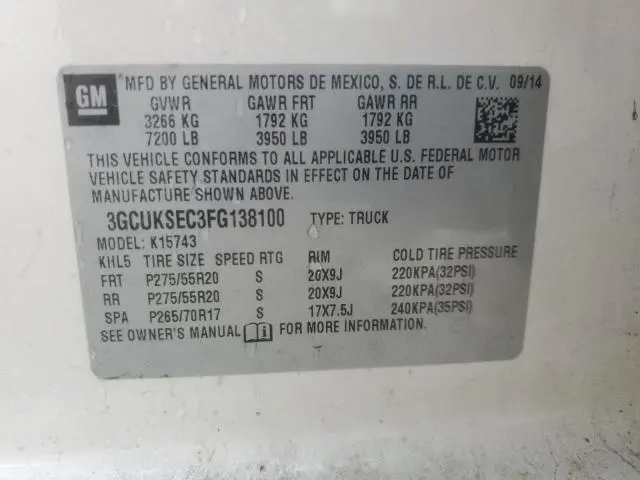 GM *MFD BY GENERAL MOTORS DE MEXICO, S. DE R.L. DE C.V. 09/14
GVWR GAWR FRT GAWR RR
3266 KG 1792 KG 1792 KG
7200 LB 3950 LB 3950 LB
THIS VEHICLE CONFORMS TO ALL APPLICABLE U.S. FEDERAL MOTOR
VEHICLE SAFETY STANDARDS IN EFFECT ON THE DATE OF
MANUFACTURE SHOWN ABOVE.
3GCUKSEC3FG138100 TYPE: TRUCK
MODEL: K15743
KHL5 TIRE SIZE SPEED RTG RIM COLD TIRE PRESSURE
FRT P275/55R20 S 20X9J 220KPA(32PSI)
RR P275/55R20 S 20X9J 220KPA(32PSI)
SPA P265/70R17 S 17X7.5J 240KPA(35PSI)
SEE OWNER'S MANUAL FOR MORE INFORMATION.